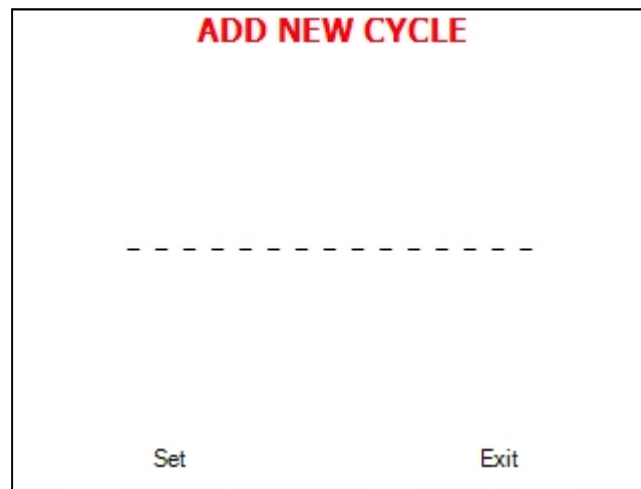 ADD NEW CYCLE
_ _ _ _ _ _ _ _ _ _ _ _ _ _ _
Set Exit